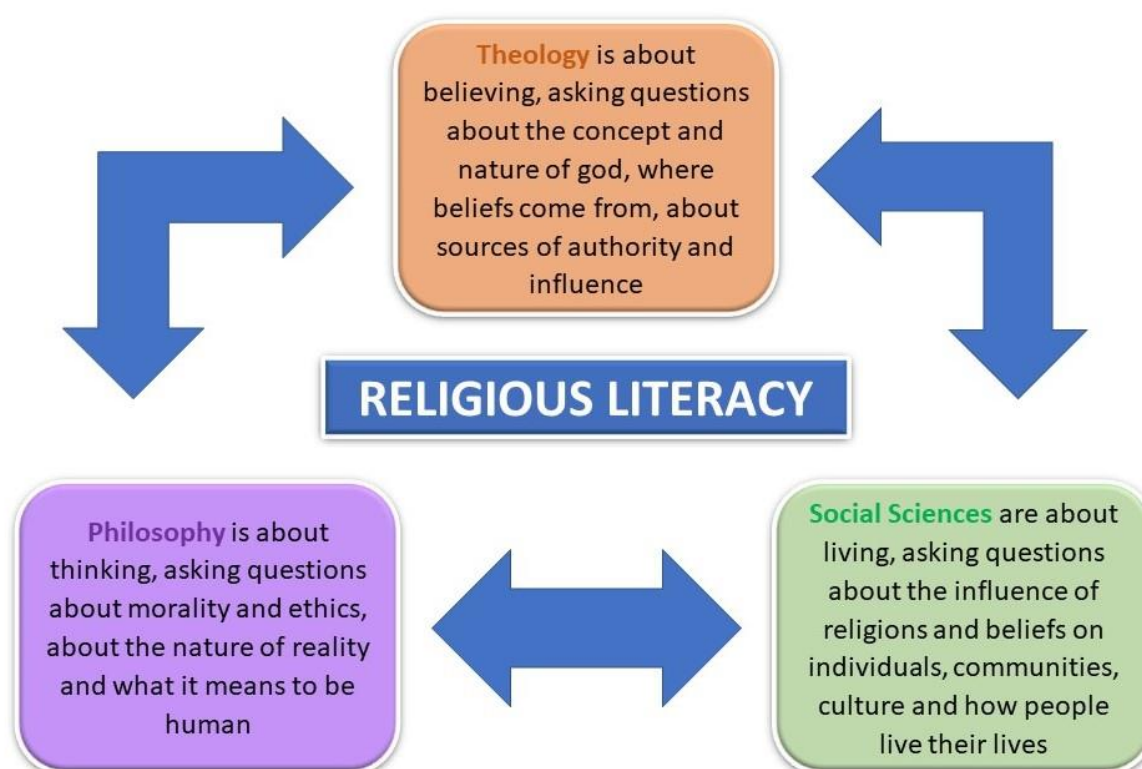 Theology is about
believing, asking questions
about the concept and
nature of god, where
beliefs come from, about
sources of authority and
influence
RELIGIOUS LITERACY
Philosophy is about
thinking, asking questions
about morality and ethics,
about the nature of reality
and what it means to be
human
Social Sciences are about
living, asking questions
about the influence of
religions and beliefs on
individuals, communities,
culture and how people
live their lives